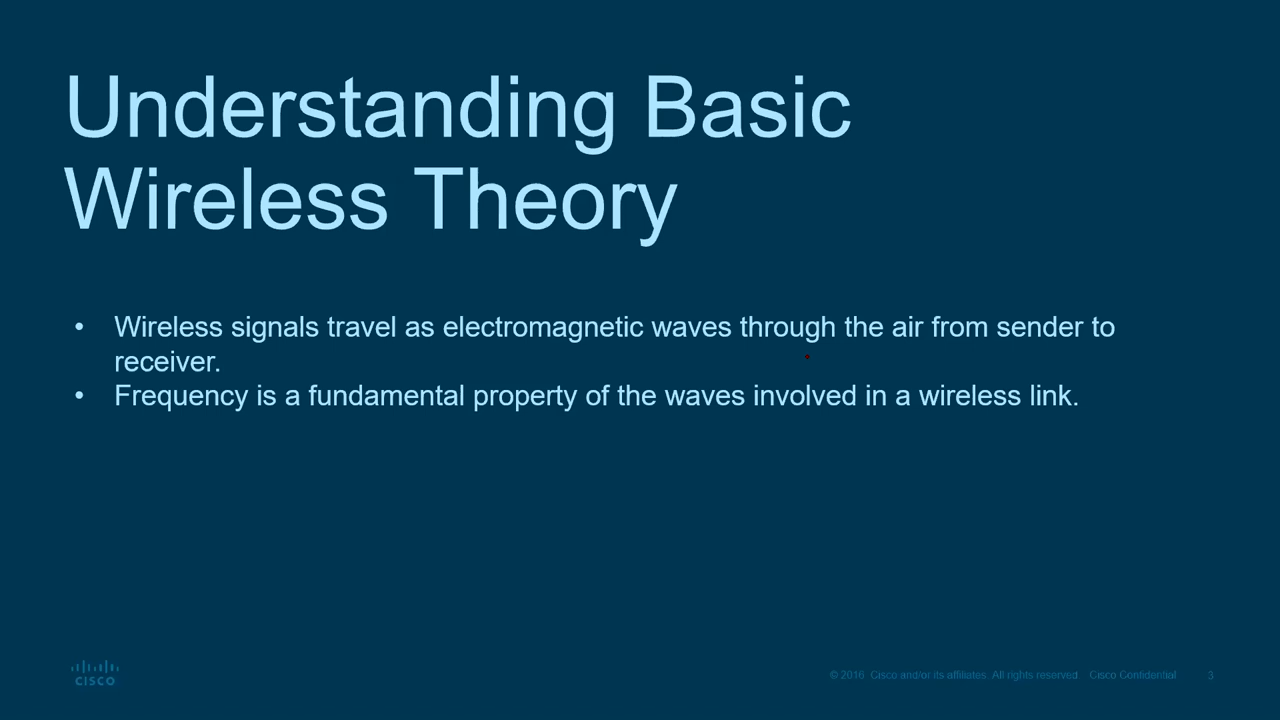 Understanding Basic
Wireless Theory
• Wireless signals travel as electromagnetic waves through the air from sender to
receiver.
• Frequency is a fundamental property of the waves involved in a wireless link.
CISCO
© 2016 Cisco and/or its affiliates. All rights reserved. Cisco Confidential 3